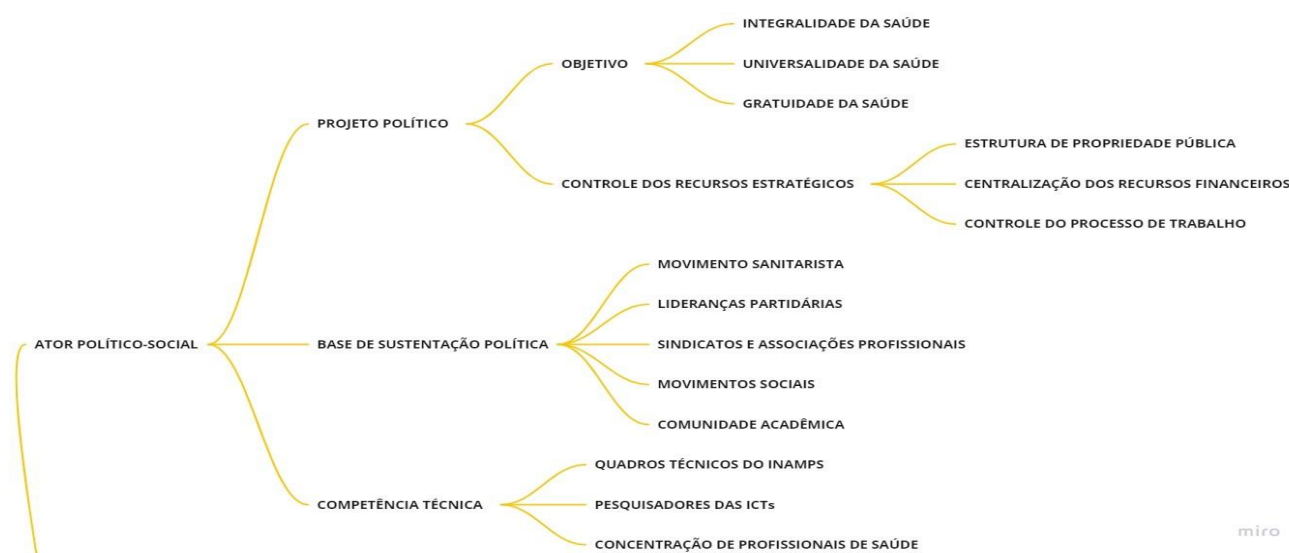 INTEGRALIDADE DA SAÚDE
OBJETIVO
UNIVERSALIDADE DA SAÚDE
GRATUIDADE DA SAÚDE
PROJETO POLÍTICO
ESTRUTURA DE PROPRIEDADE PÚBLICA
CONTROLE DOS RECURSOS ESTRATÉGICOS
CENTRALIZAÇÃO DOS RECURSOS FINANCEIROS
CONTROLE DO PROCESSO DE TRABALHO
MOVIMENTO SANITARISTA
LIDERANÇAS PARTIDÁRIAS
ATOR POLÍTICO-SOCIAL
BASE DE SUSTENTAÇÃO POLÍTICA
SINDICATOS E ASSOCIAÇÕES PROFISSIONAIS
MOVIMENTOS SOCIAIS
COMUNIDADE ACADÊMICA
QUADROS TÉCNICOS DO INAMPS
COMPETÊNCIA TÉCNICA
PESQUISADORES DAS ICTs
CONCENTRAÇÃO DE PROFISSIONAIS DE SAÚDE
miro